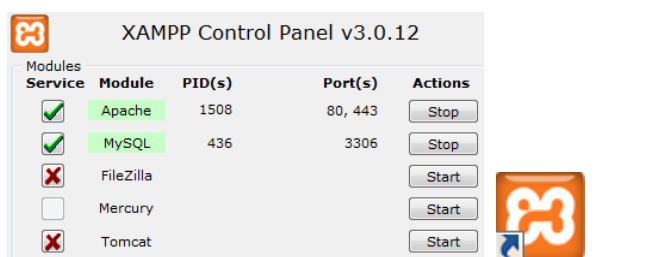 XAMPP Control Panel v3.0.12
Modules
Service Module PID(s) Port(s) Actions
Apache 1508 80, 443 Stop
MySQL 436 3306 Stop
FileZilla Start
Mercury Start
Tomcat Start